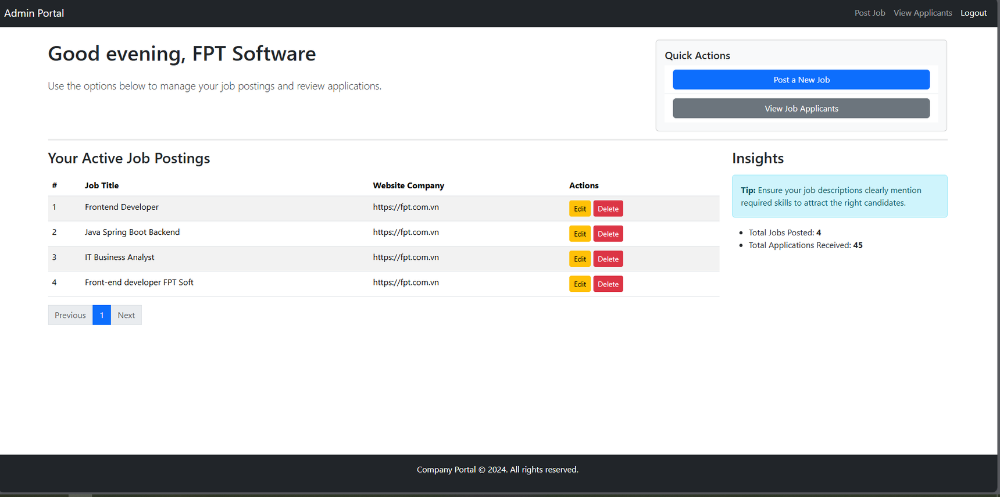 Admin Portal
Post Job View Applicants Logout
Good evening, FPT Software
Use the options below to manage your job postings and review applications.
Quick Actions
Post a New Job
View Job Applicants
Your Active Job Postings
# Job Title Website Company Actions
1 Frontend Developer https://fpt.com.vn Edit Delete
2 Java Spring Boot Backend https://fpt.com.vn Edit Delete
3 IT Business Analyst https://fpt.com.vn Edit Delete
4 Front-end developer FPT Soft https://fpt.com.vn Edit Delete
Previous 1 Next
Insights
Tip: Ensure your job descriptions clearly mention
required skills to attract the right candidates.
Total Jobs Posted: 4
Total Applications Received: 45
Company Portal © 2024. All rights reserved.